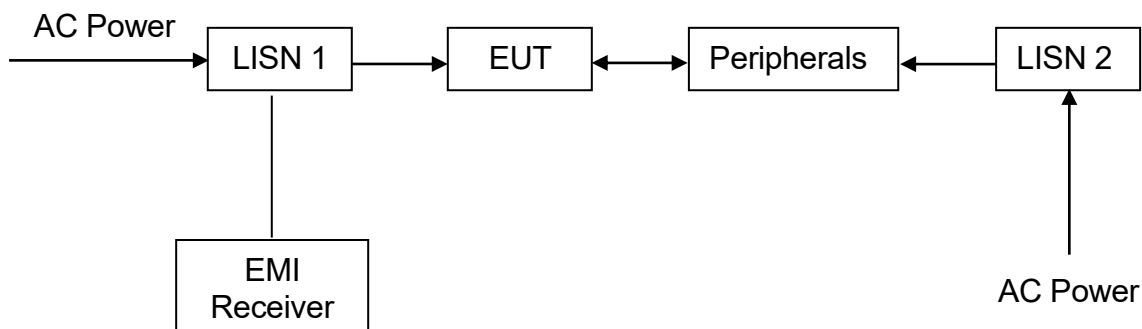 AC Power
LISN 1
EUT
Peripherals
LISN 2
EMI
Receiver
AC Power